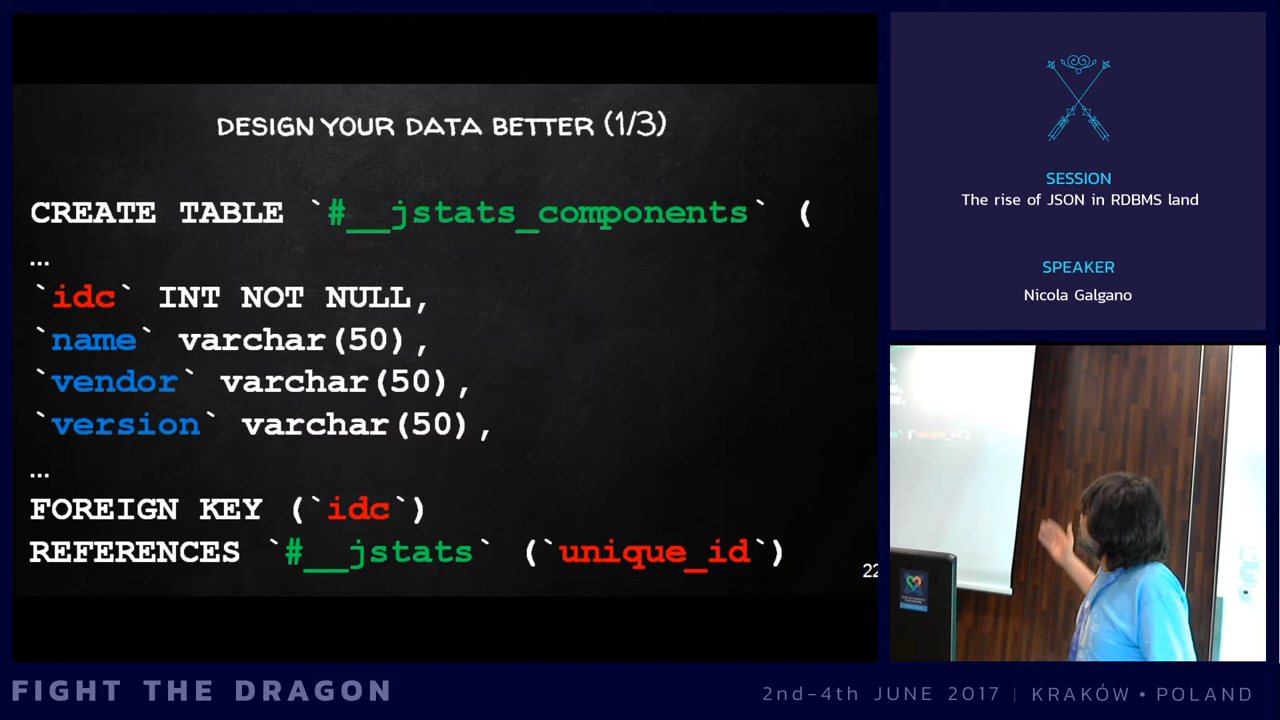 DESIGN YOUR DATA BETTER (1/3)
CREATE TABLE `#__jstats_components` (
…
`idc` INT NOT NULL,
`name` varchar(50),
`vendor` varchar(50),
`version` varchar(50),
…
FOREIGN KEY (`idc`)
REFERENCES `#__jstats` (`unique_id`)
22
SESSION
The rise of JSON in RDBMS land
SPEAKER
Nicola Galgano
FIGHT THE DRAGON
2nd-4th JUNE 2017 | KRAKÓW • POLAND